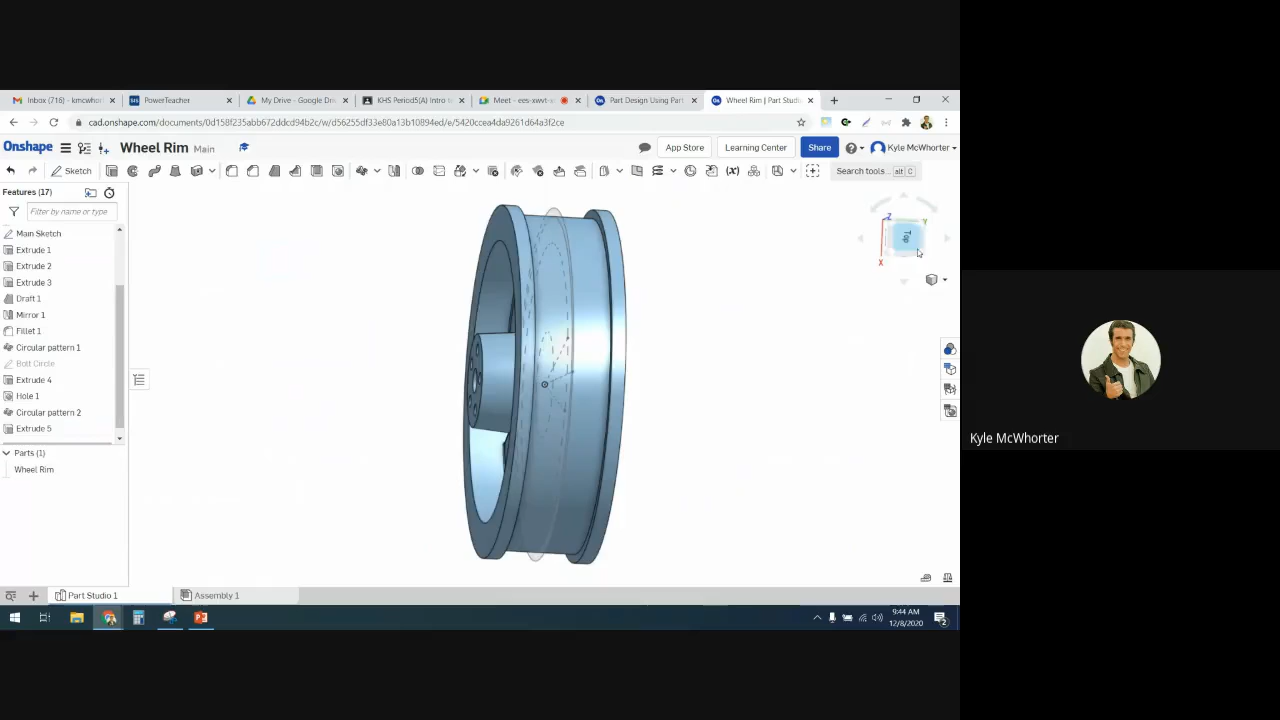 Inbox (716) - kmcwhort
PowerTeacher
My Drive - Google Dri
KHS Period5(A) Intro t
Meet - ees-xwvt-x
Part Design Using Part
Wheel Rim | Part Studi
cad.onshape.com/documents/0d158f235abb672ddcd94b2c/w/d56255df33e80a13b10894ed/e/5420ccea4da9261d64a3f2ce
Onshape
Wheel Rim Main
App Store
Learning Center
Share
Kyle McWhorter
Sketch
Search tools... alt C
Features (17)
Filter by name or type
Main Sketch
Extrude 1
Extrude 2
Extrude 3
Draft 1
Mirror 1
Fillet 1
Circular pattern 1
Bolt Circle
Extrude 4
Hole 1
Circular pattern 2
Extrude 5
Parts (1)
Wheel Rim
Z
Y
Top
X
Kyle McWhorter
Part Studio 1
Assembly 1
9:44 AM
12/8/2020
2